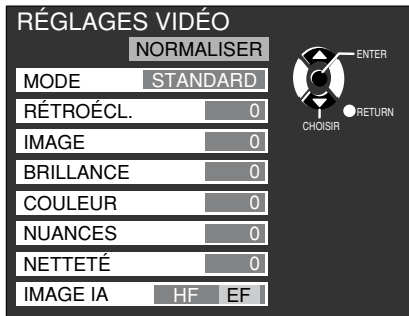 RÉGLAGES VIDÉO
NORMALISER
MODE STANDARD
RÉTROÉCL. 0
IMAGE 0
BRILLANCE 0
COULEUR 0
NUANCES 0
NETTETÉ 0
IMAGE IA HF EF
ENTER
RETURN
CHOISIR